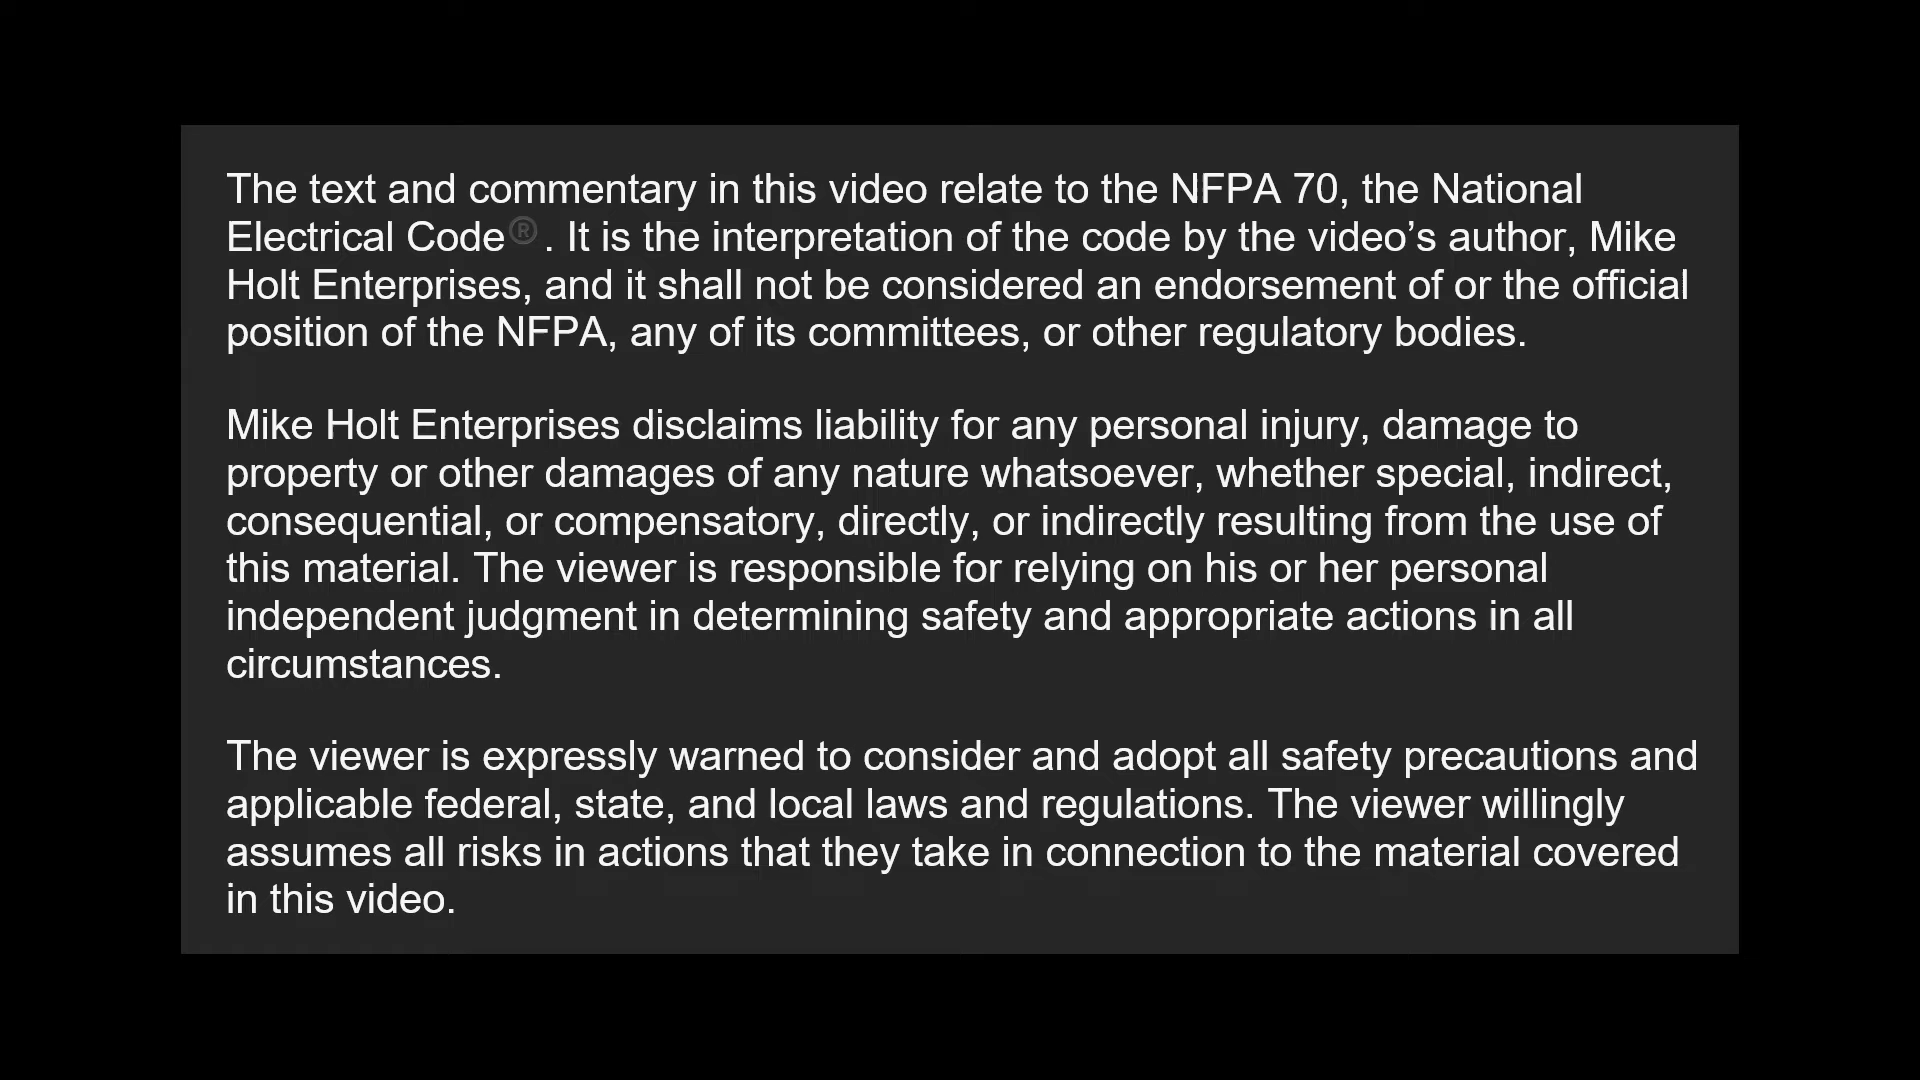 The text and commentary in this video relate to the NFPA 70, the National
Electrical Code® . It is the interpretation of the code by the video’s author, Mike
Holt Enterprises, and it shall not be considered an endorsement of or the official
position of the NFPA, any of its committees, or other regulatory bodies.
Mike Holt Enterprises disclaims liability for any personal injury, damage to
property or other damages of any nature whatsoever, whether special, indirect,
consequential, or compensatory, directly, or indirectly resulting from the use of
this material. The viewer is responsible for relying on his or her personal
independent judgment in determining safety and appropriate actions in all
circumstances.
The viewer is expressly warned to consider and adopt all safety precautions and
applicable federal, state, and local laws and regulations. The viewer willingly
assumes all risks in actions that they take in connection to the material covered
in this video.